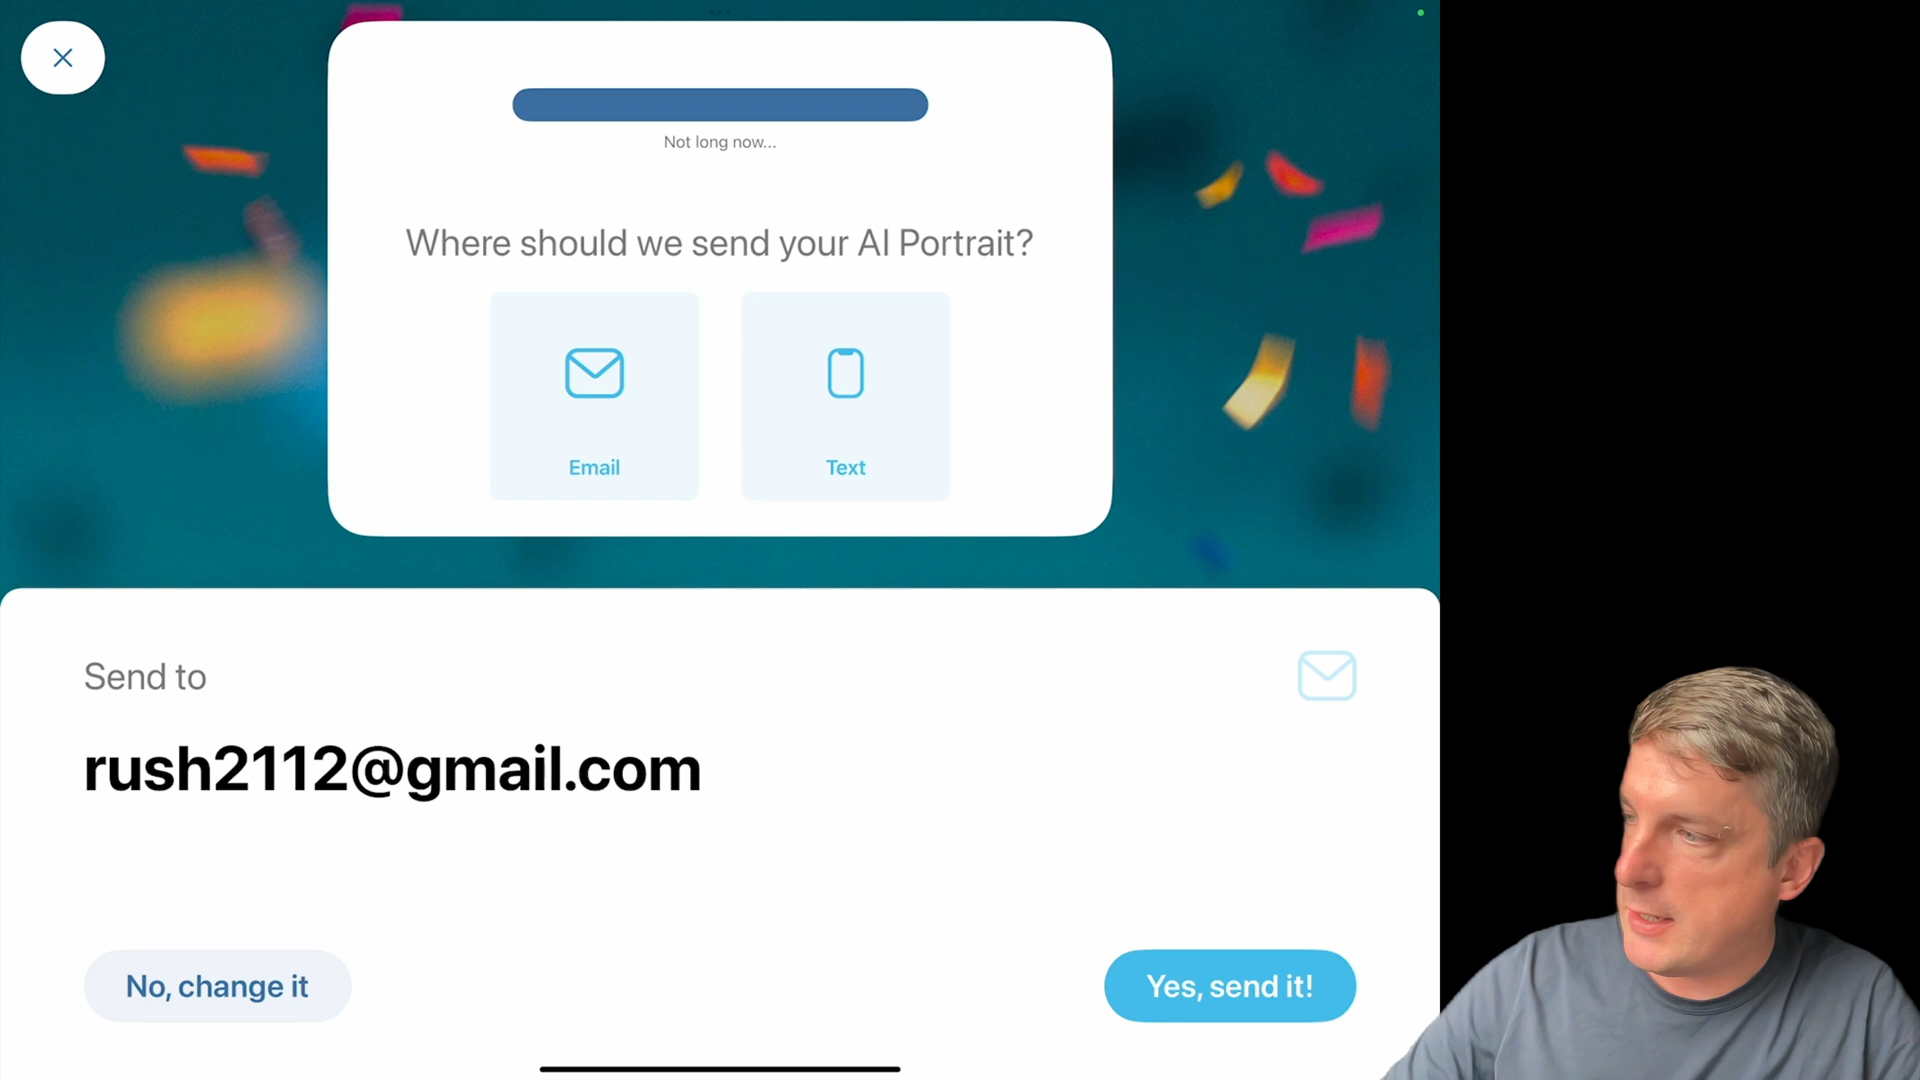 Not long now...
Where should we send your AI Portrait?
Email
Text
Send to
rush2112@gmail.com
No, change it
Yes, send it!